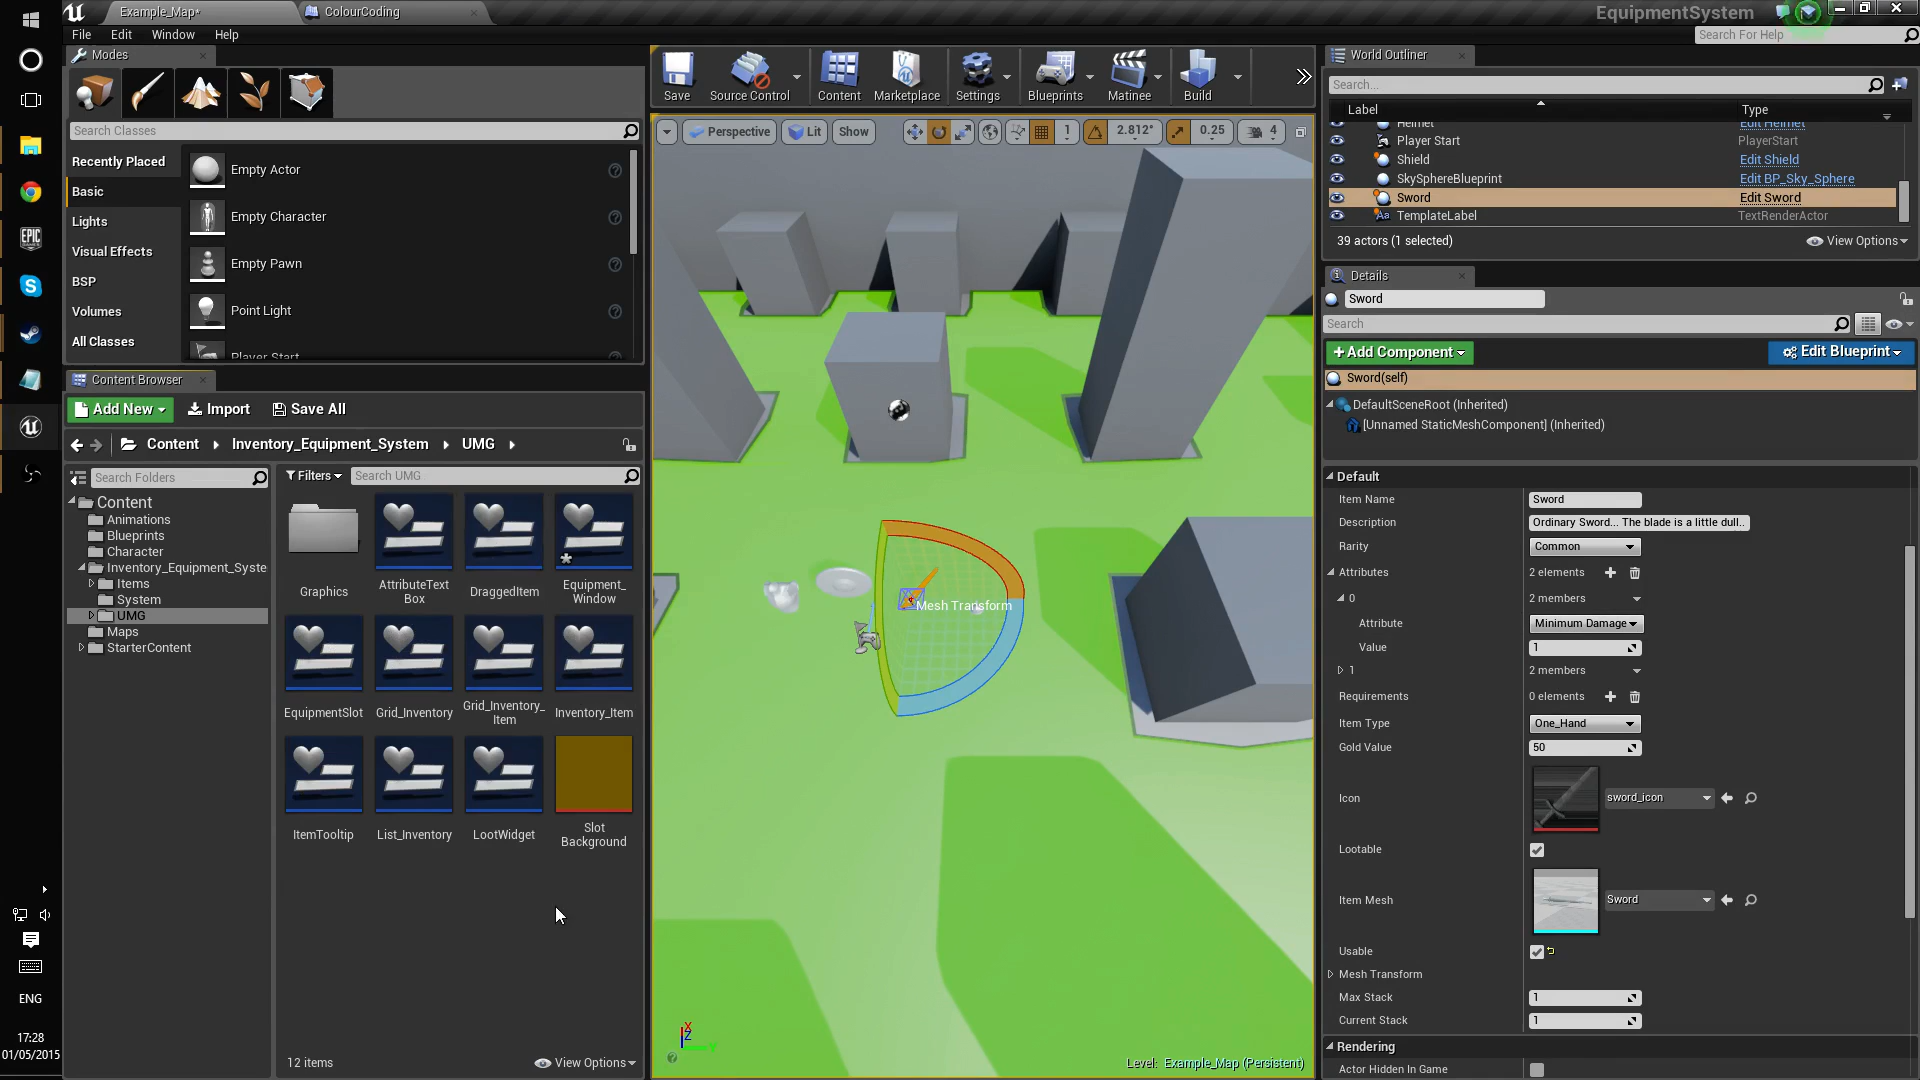 Example_Map*
ColourCoding
EquipmentSystem
File
Edit
Window
Help
Search For Help
Modes
Search Classes
Recently Placed
Basic
Lights
Visual Effects
BSP
Volumes
All Classes
Empty Actor
Empty Character
Empty Pawn
Point Light
Player Start
Content Browser
Add New
Import
Save All
Content
Inventory_Equipment_System
UMG
Search Folders
Content
Animations
Blueprints
Character
Inventory_Equipment_Syste
Items
System
UMG
Maps
StarterContent
Filters
Search UMG
Graphics
AttributeText
Box
DraggedItem
Equipment_
Window
EquipmentSlot
Grid_Inventory
Grid_Inventory_
Item
Inventory_Item
ItemTooltip
List_Inventory
LootWidget
Slot
Background
12 items
View Options
Save
Source Control
Content
Marketplace
Settings
Blueprints
Matinee
Build
Perspective
Lit
Show
1
2.812°
0.25
4
Mesh Transform
X
Z
Y
Level: Example_Map (Persistent)
World Outliner
Search...
Label
Type
Helmet
Edit Helmet
Player Start
PlayerStart
Shield
Edit Shield
SkySphereBlueprint
Edit BP_Sky_Sphere
Sword
Edit Sword
TemplateLabel
TextRenderActor
39 actors (1 selected)
View Options
Details
Sword
Search
+Add Component
Edit Blueprint
Sword(self)
DefaultSceneRoot (Inherited)
[Unnamed StaticMeshComponent] (Inherited)
Default
Item Name
Sword
Description
Ordinary Sword... The blade is a little dull..
Rarity
Common
Attributes
2 elements
0
2 members
Attribute
Minimum Damage
Value
1
1
2 members
Requirements
0 elements
Item Type
One_Hand
Gold Value
50
Icon
sword_icon
Lootable
Item Mesh
Sword
Usable
Mesh Transform
Max Stack
1
Current Stack
1
Rendering
Actor Hidden In Game
EPIC
GAMES
ENG
17:28
01/05/2015